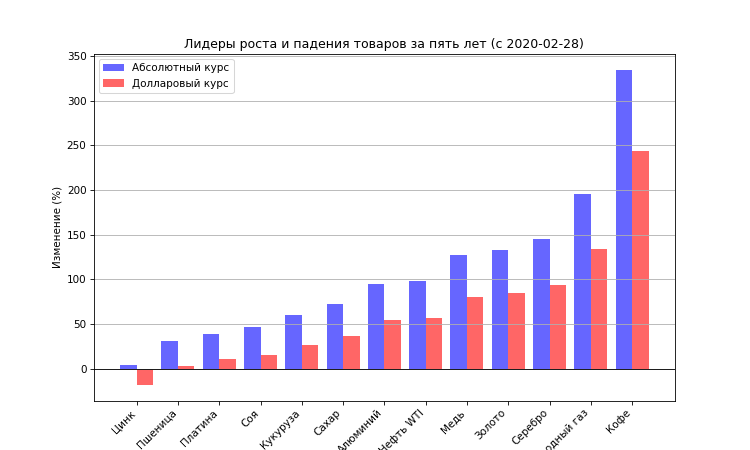 Лидеры роста и падения товаров за пять лет (с 2020-02-28)
Абсолютный курс
Долларовый курс
Изменение (%)
350
300
250
200
150
100
50
0
Цинк
Пшеница
Платина
Соя
Кукуруза
Сахар
Алюминий
Нефть WTI
Медь
Золото
Серебро
одный газ
Кофе